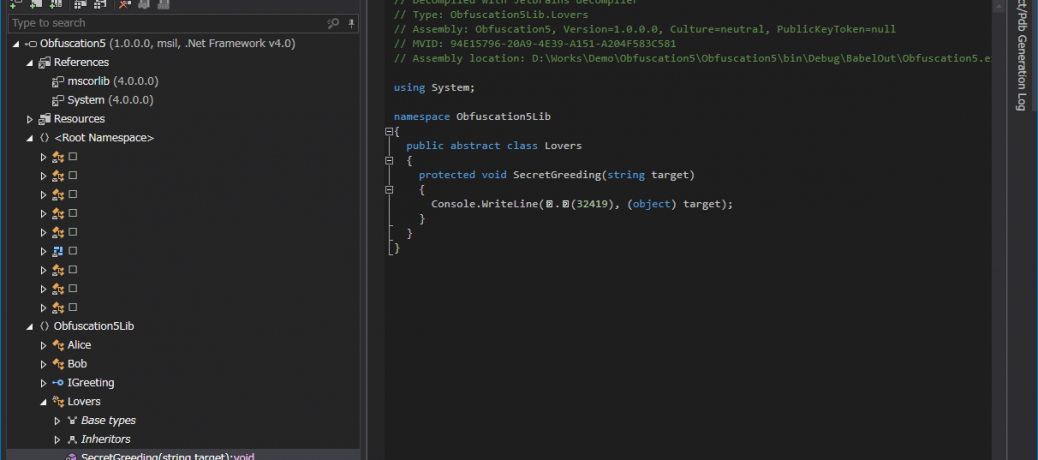 Type to search
Obfuscation5 (1.0.0.0, msil, .Net Framework v4.0)
References
mscorlib (4.0.0.0)
System (4.0.0.0)
Resources
<Root Namespace>
Obfuscation5Lib
Alice
Bob
IGreeting
Lovers
Base types
Inheritors
SecretGreeding(string target):void
// Decompiled with JetBrains decompiler
// Type: Obfuscation5Lib.Lovers
// Assembly: Obfuscation5, Version=1.0.0.0, Culture=neutral, PublicKeyToken=null
// MVID: 94E15796-20A9-4E39-A151-A204F583C581
// Assembly location: D:\Works\Demo\Obfuscation5\Obfuscation5\bin\Debug\BabelOut\Obfuscation5.e
using System;
namespace Obfuscation5Lib
{
public abstract class Lovers
{
protected void SecretGreeding(string target)
{
Console.WriteLine(.(32419), (object) target);
}
}
}
ct/Pdb Generation Log